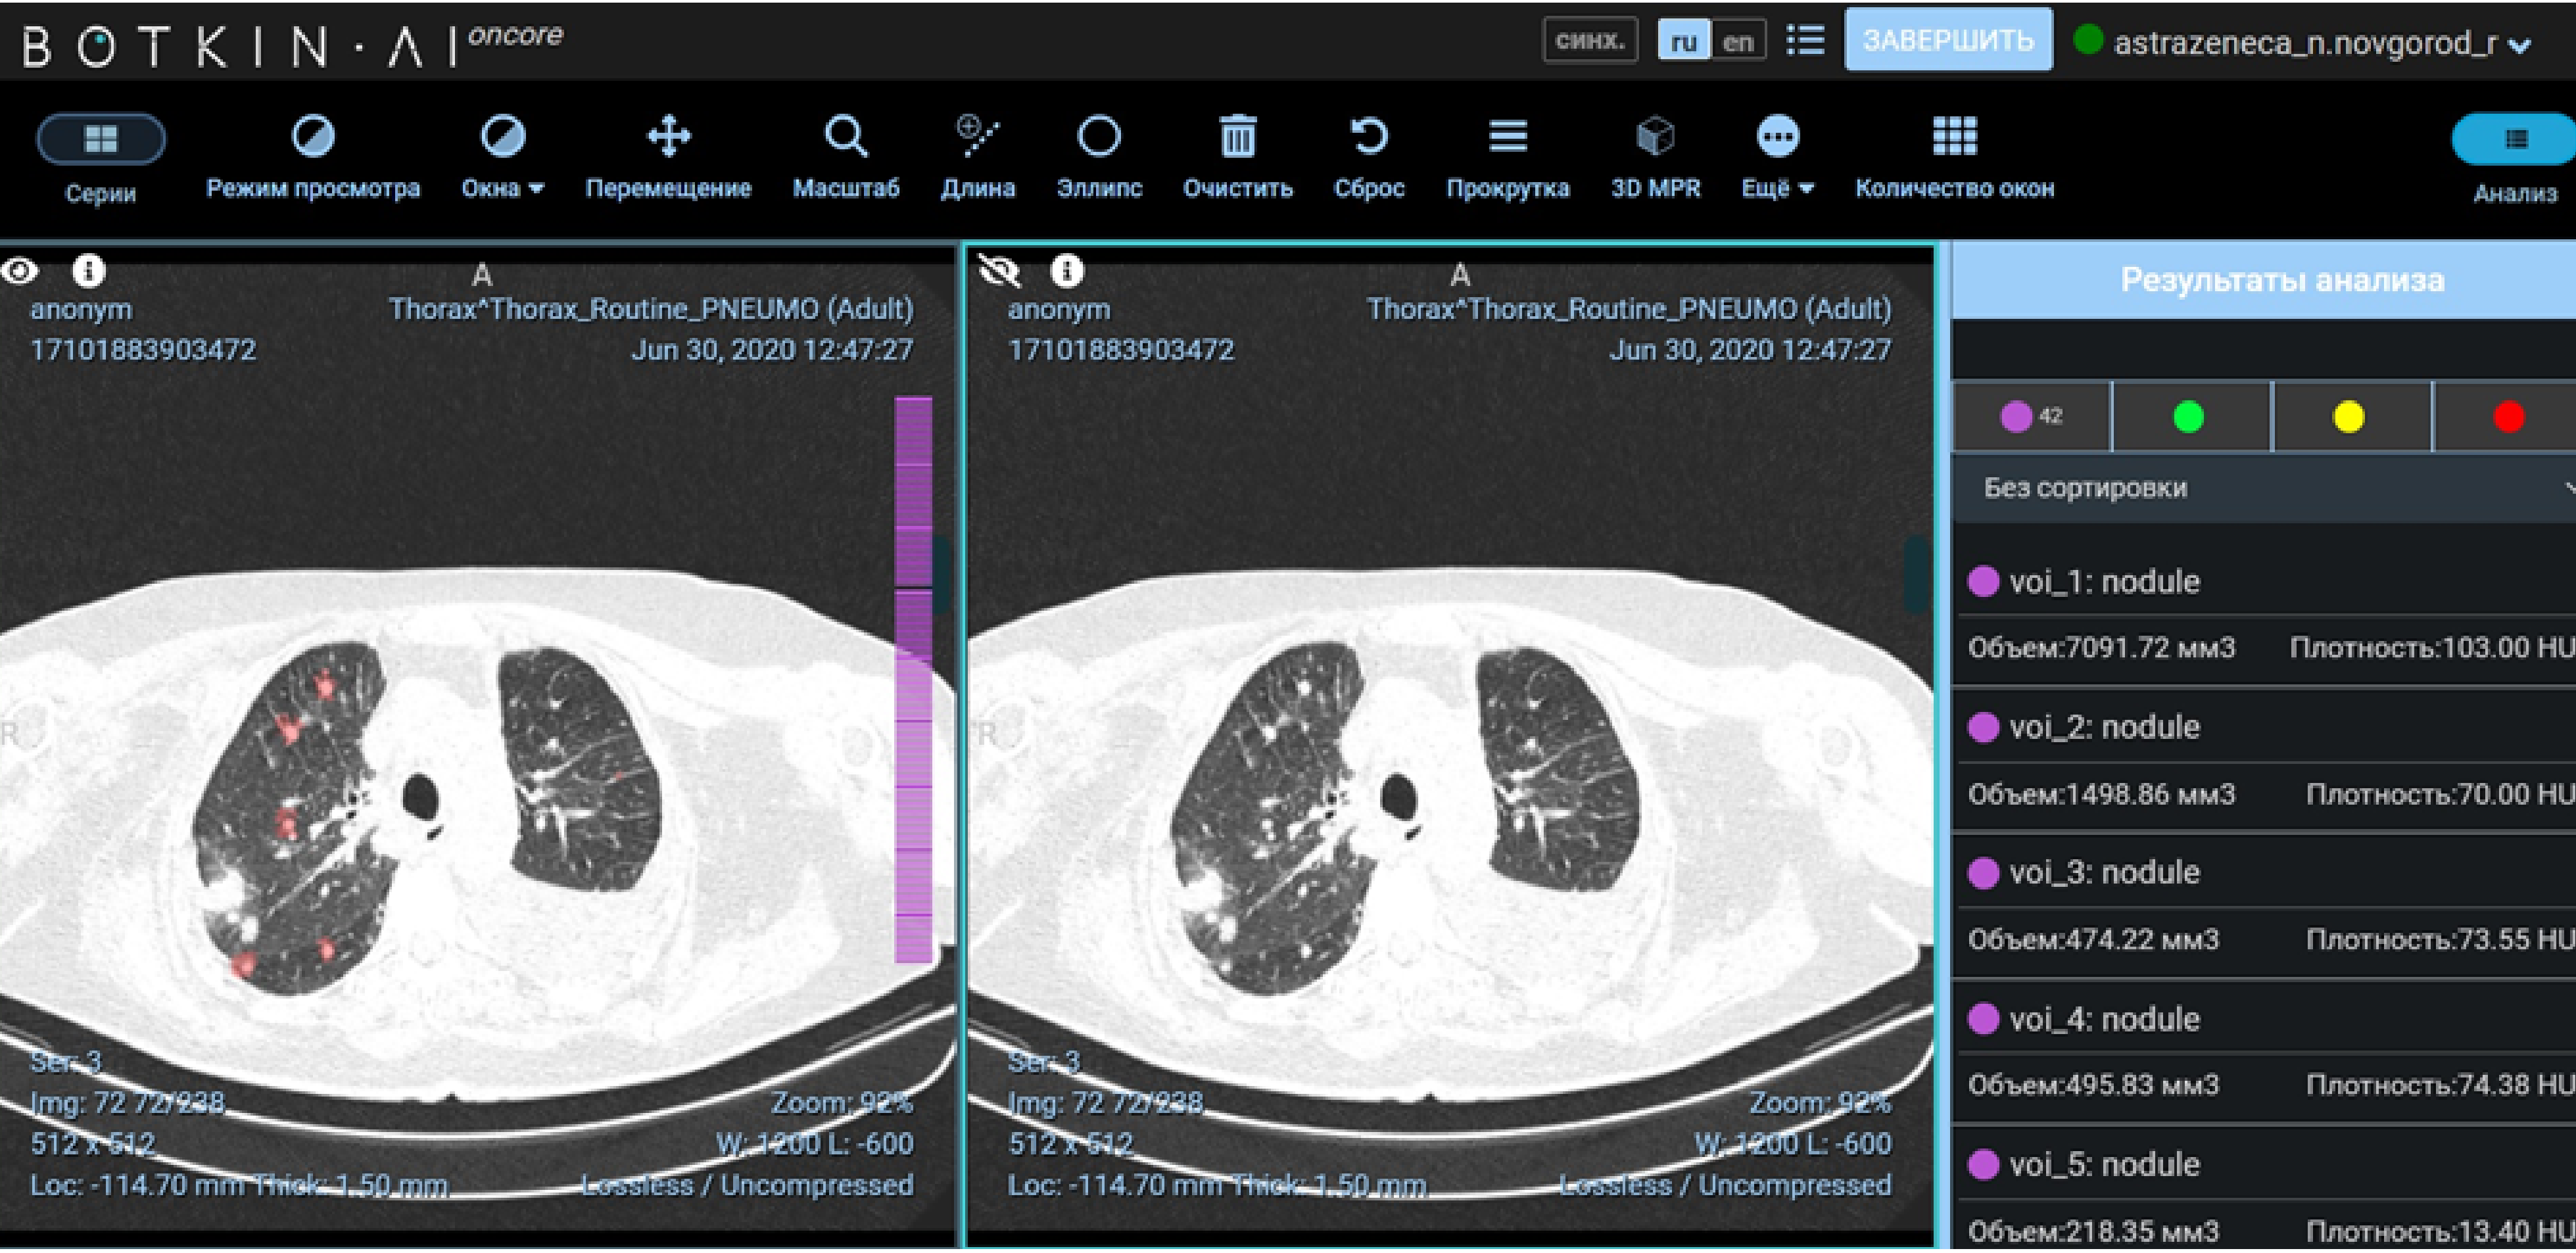 BOTKIN·AI oncore
синх. ru en ЗАВЕРШИТЬ astrazeneca_n.novgorod_r
Серии Режим просмотра Окна Перемещение Масштаб Длина Эллипс Очистить Сброс Прокрутка 3D MPR Ещё Количество окон Анализ
A
anonym Thorax^Thorax_Routine_PNEUMO (Adult)
17101883903472 Jun 30, 2020 12:47:27
R
Ser: 3
Img: 72 72/238 Zoom: 92%
512 x 512 W: 1200 L: -600
Loc: -114.70 mm Thick: 1.50 mm Lossless / Uncompressed
A
anonym Thorax^Thorax_Routine_PNEUMO (Adult)
17101883903472 Jun 30, 2020 12:47:27
R
Ser: 3
Img: 72 72/238 Zoom: 92%
512 x 512 W: 1200 L: -600
Loc: -114.70 mm Thick: 1.50 mm Lossless / Uncompressed
Результаты анализа
42
Без сортировки
voi_1: nodule
Объем:7091.72 мм3 Плотность:103.00 HU
voi_2: nodule
Объем:1498.86 мм3 Плотность:70.00 HU
voi_3: nodule
Объем:474.22 мм3 Плотность:73.55 HU
voi_4: nodule
Объем:495.83 мм3 Плотность:74.38 HU
voi_5: nodule
Объем:218.35 мм3 Плотность:13.40 HU